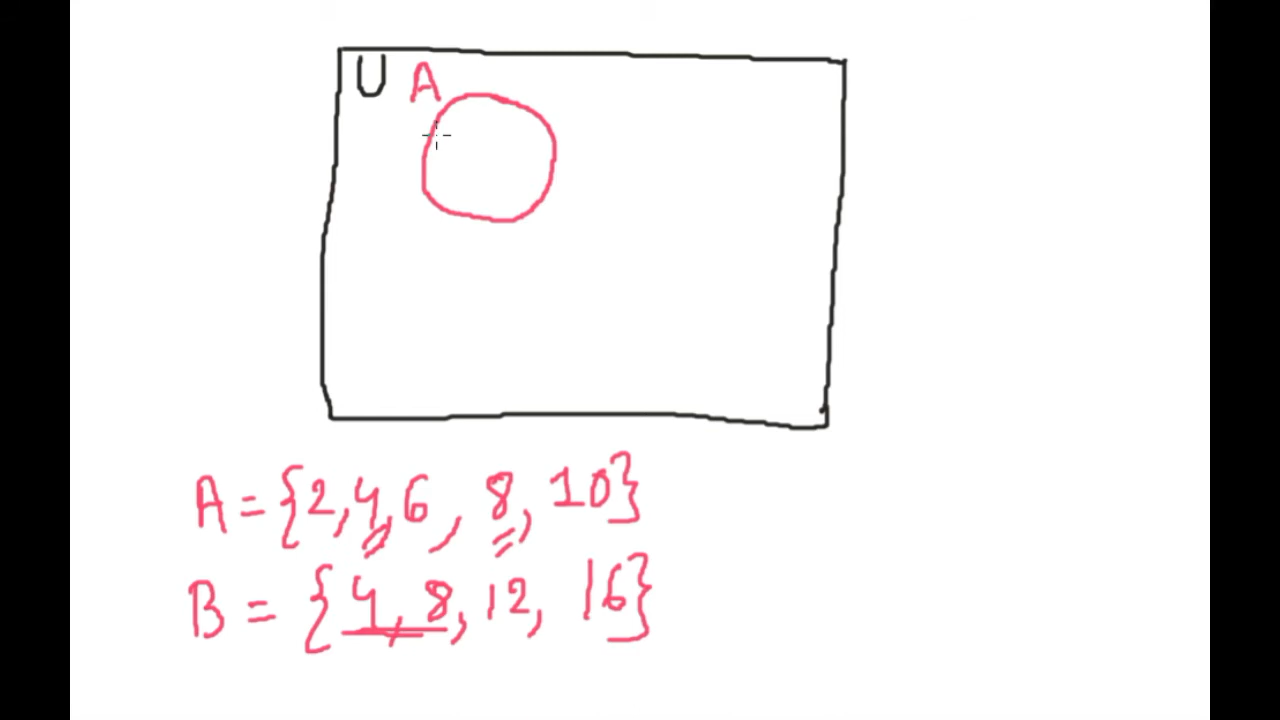 U A
A = {2, 4, 6, 8, 10}
B = {4, 8, 12, 16}